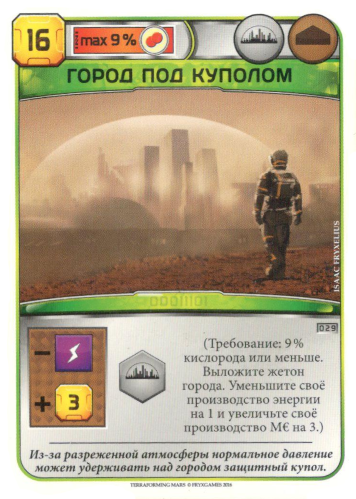 16
max 9 %
ГОРОД ПОД КУПОЛОМ
ISAAC FRYXELIUS
029
− 
+ 3
(Требование: 9 %
кислорода или меньше.
Выложите жетон
города. Уменьшите своё
производство энергии
на 1 и увеличьте своё
производство М€ на 3.)
Из-за разреженной атмосферы нормальное давление
может удерживать над городом защитный купол.
TERRAFORMING MARS © FRYXGAMES 2016